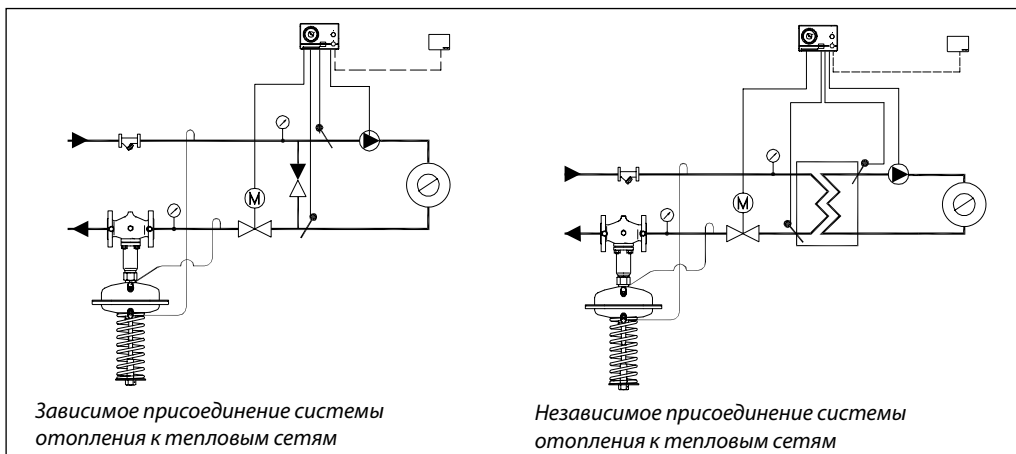 M
M
Зависимое присоединение системы
отопления к тепловым сетям
Независимое присоединение системы
отопления к тепловым сетям